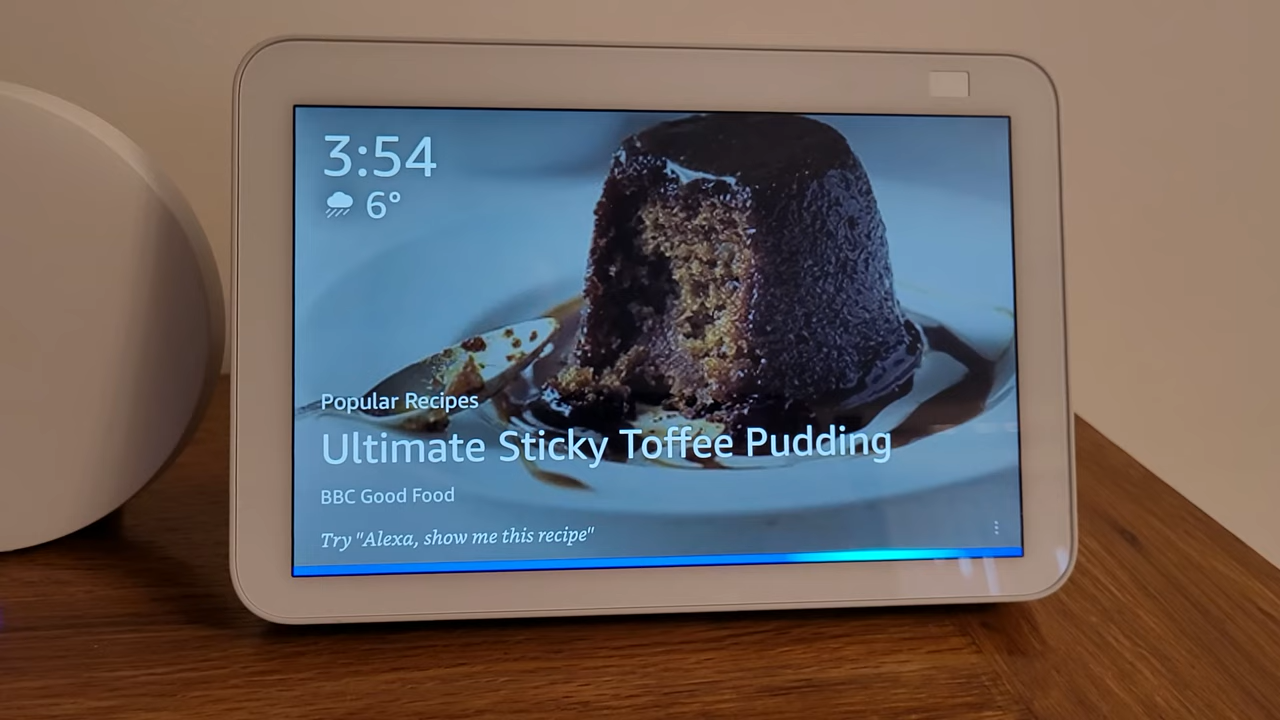 3:54
6°
Popular Recipes
Ultimate Sticky Toffee Pudding
BBC Good Food
Try "Alexa, show me this recipe"